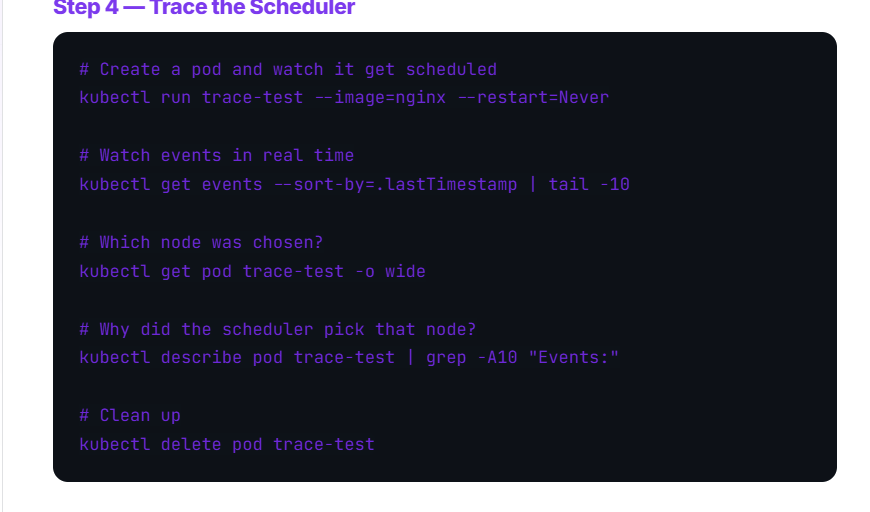 Step 4 — Trace the Scheduler
# Create a pod and watch it get scheduled
kubectl run trace-test --image=nginx --restart=Never
# Watch events in real time
kubectl get events --sort-by=.lastTimestamp | tail -10
# Which node was chosen?
kubectl get pod trace-test -o wide
# Why did the scheduler pick that node?
kubectl describe pod trace-test | grep -A10 "Events:"
# Clean up
kubectl delete pod trace-test